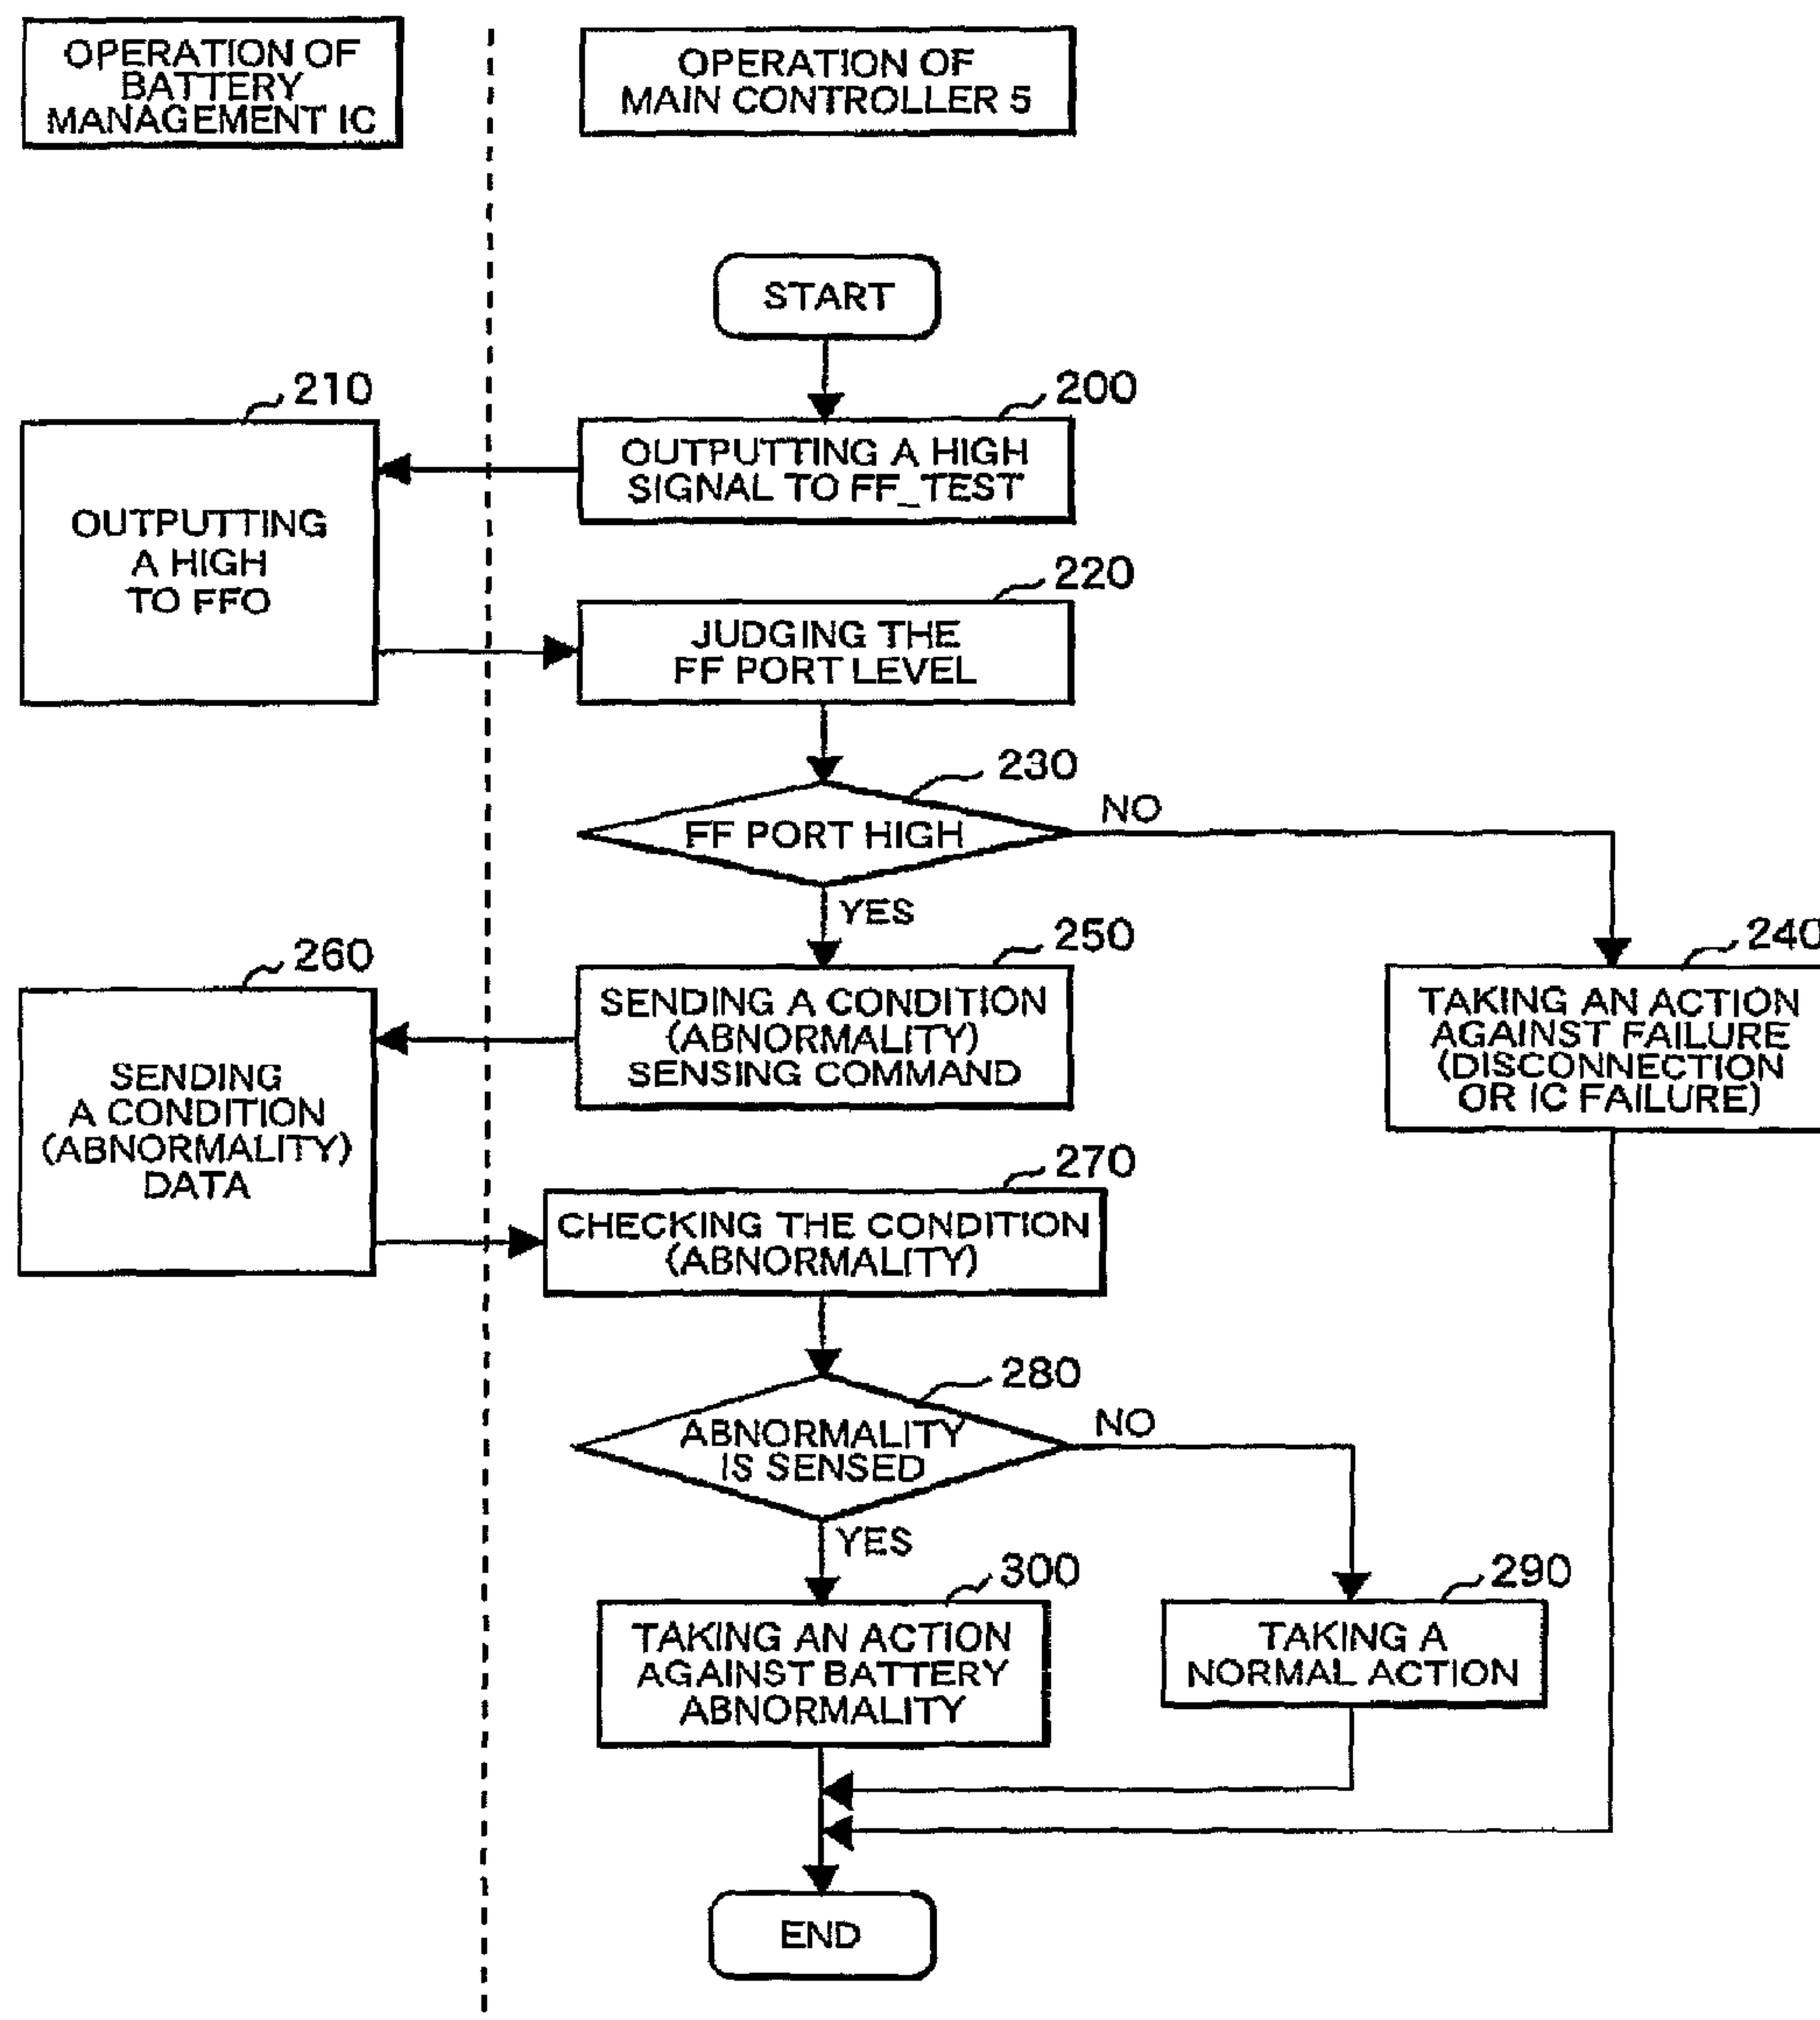 OPERATION OF
BATTERY
MANAGEMENT IC
OPERATION OF
MAIN CONTROLLER 5
START
200
OUTPUTTING A HIGH
SIGNAL TO FF_TEST
210
OUTPUTTING
A HIGH
TO FFO
220
JUDGING THE
FF PORT LEVEL
230
FF PORT HIGH
NO
YES
240
TAKING AN ACTION
AGAINST FAILURE
(DISCONNECTION
OR IC FAILURE)
250
SENDING A CONDITION
(ABNORMALITY)
SENSING COMMAND
260
SENDING
A CONDITION
(ABNORMALITY)
DATA
270
CHECKING THE CONDITION
(ABNORMALITY)
280
ABNORMALITY
IS SENSED
NO
YES
290
TAKING A
NORMAL ACTION
300
TAKING AN ACTION
AGAINST BATTERY
ABNORMALITY
END